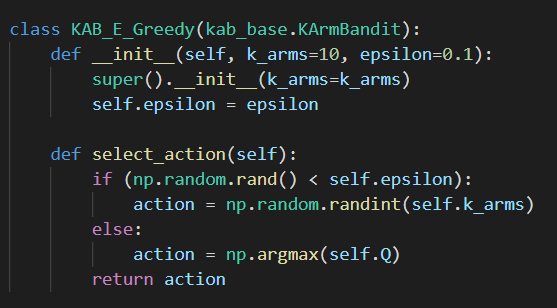 class KAB_E_Greedy(kab_base.KArmBandit):
    def __init__(self, k_arms=10, epsilon=0.1):
        super().__init__(k_arms=k_arms)
        self.epsilon = epsilon

    def select_action(self):
        if (np.random.rand() < self.epsilon):
            action = np.random.randint(self.k_arms)
        else:
            action = np.argmax(self.Q)
        return action